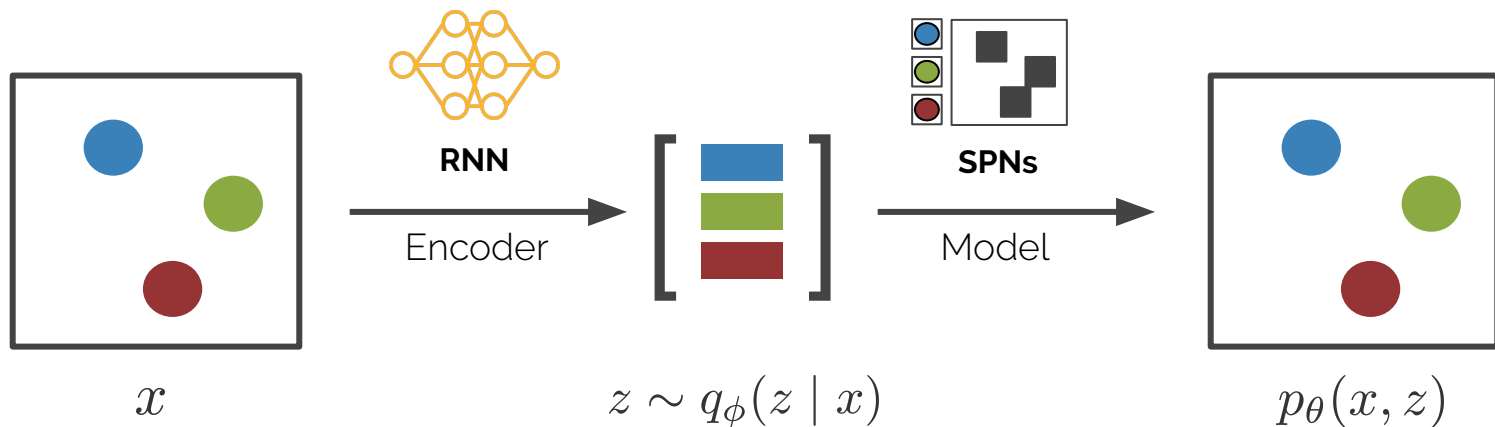 RNN
Encoder
SPNs
Model
x
z ∼ q_ϕ(z | x)
p_θ(x, z)